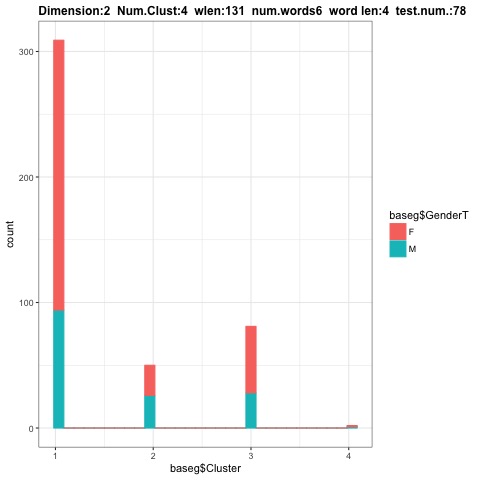 Dimension:2 Num.Clust:4 wlen:131 num.words6 word len:4 test.num.:78
300
200
100
0
count
1 2 3 4
baseg$Cluster
baseg$GenderT
F
M